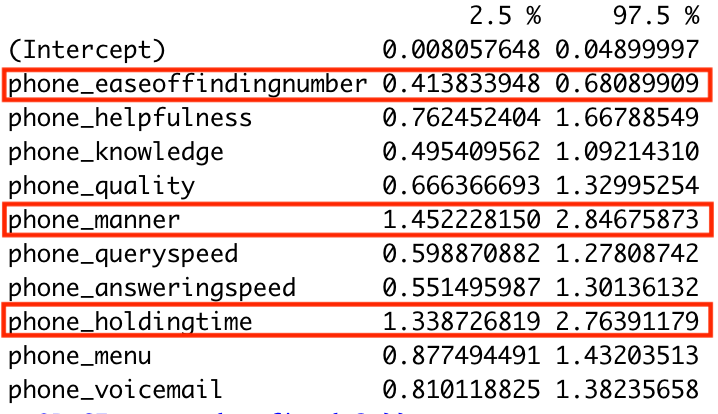 2.5 % 97.5 %
(Intercept) 0.008057648 0.04899997
phone_easeoffindingnumber 0.413833948 0.68089909
phone_helpfulness 0.762452404 1.66788549
phone_knowledge 0.495409562 1.09214310
phone_quality 0.666366693 1.32995254
phone_manner 1.452228150 2.84675873
phone_queryspeed 0.598870882 1.27808742
phone_answeringspeed 0.551495987 1.30136132
phone_holdingtime 1.338726819 2.76391179
phone_menu 0.877494491 1.43203513
phone_voicemail 0.810118825 1.38235658